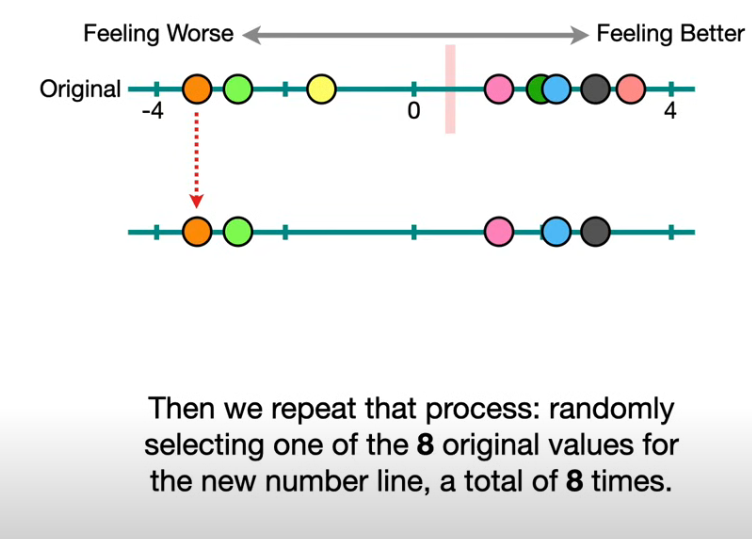 Feeling Worse Feeling Better
Original
-4 0 4
Then we repeat that process: randomly
selecting one of the 8 original values for
the new number line, a total of 8 times.